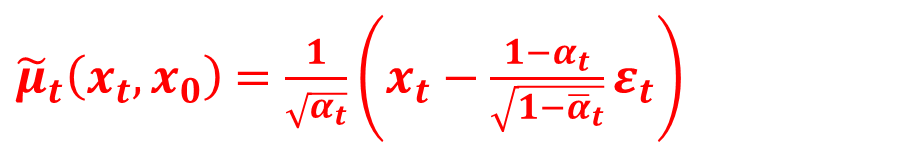 μ̃ₜ(xₜ, x₀) = 1/√αₜ (xₜ − (1−αₜ)/√(1−ᾱₜ) εₜ)